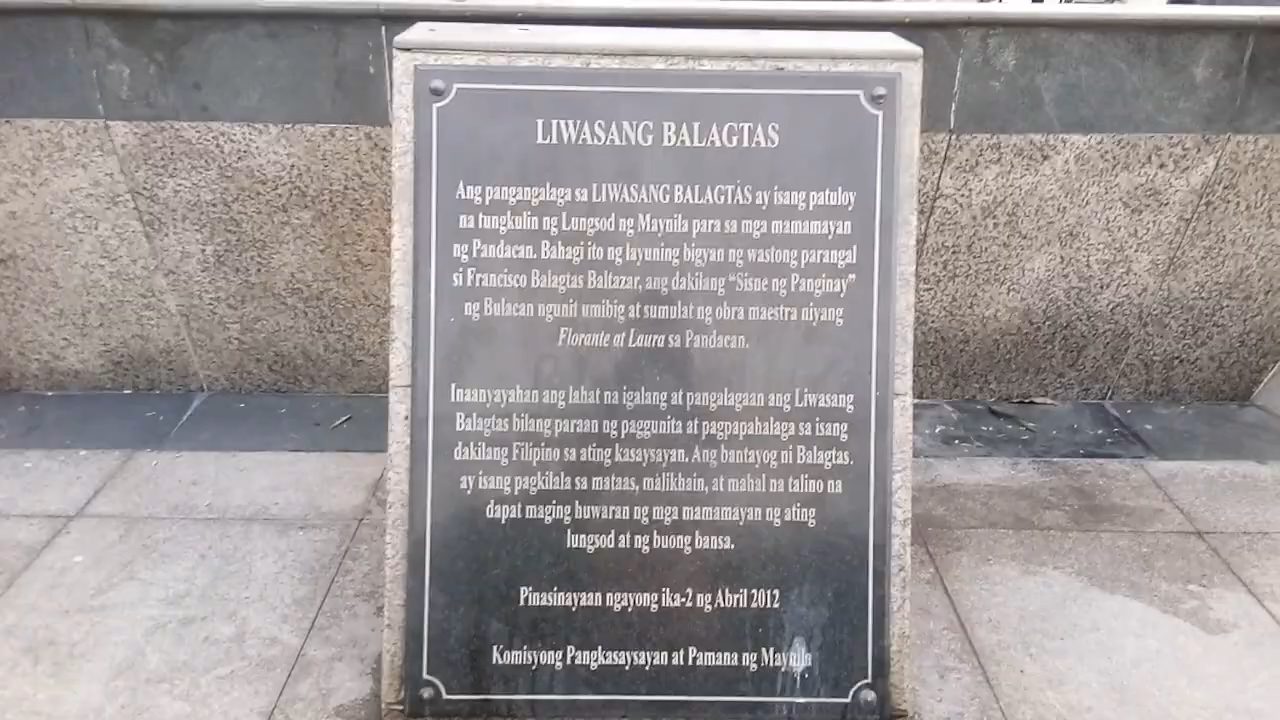 LIWASANG BALAGTAS
Ang pangangalaga sa LIWASANG BALAGTAS ay isang patuloy
na tungkulin ng Lungsod ng Maynila para sa mga mamamayan
ng Pandacan. Bahagi ito ng layuning bigyan ng wastong parangal
si Francisco Balagtas Baltazar, ang dakilang “Sisne ng Panginay”
ng Bulacan ngunit umibig at sumulat ng obra maestra niyang
Florante at Laura sa Pandacan.
Inaanyayahan ang lahat na igalang at pangalagaan ang Liwasang
Balagtas bilang paraan ng paggunita at pagpapahalaga sa isang
dakilang Filipino sa ating kasaysayan. Ang bantayog ni Balagtas.
ay isang pagkilala sa mataas, malikhain, at mahal na talino na
dapat maging huwaran ng mga mamamayan ng ating
lungsod at ng buong bansa.
Pinasinayaan ngayong ika-2 ng Abril 2012
Komisyong Pangkasaysayan at Pamana ng Maynila